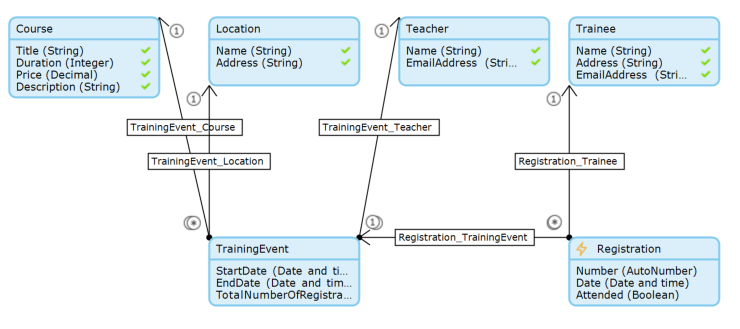 Course
Title (String)
Duration (Integer)
Price (Decimal)
Description (String)
1
Location
Name (String)
Address (String)
1
Teacher
Name (String)
EmailAddress (Stri...
1
Trainee
Name (String)
Address (String)
EmailAddress (Stri...
1
TrainingEvent_Course
TrainingEvent_Teacher
TrainingEvent_Location
Registration_Trainee
*
1
*
Registration_TrainingEvent
TrainingEvent
StartDate (Date and ti...
EndDate (Date and tim...
TotalNumberOfRegistra...
Registration
Number (AutoNumber)
Date (Date and time)
Attended (Boolean)